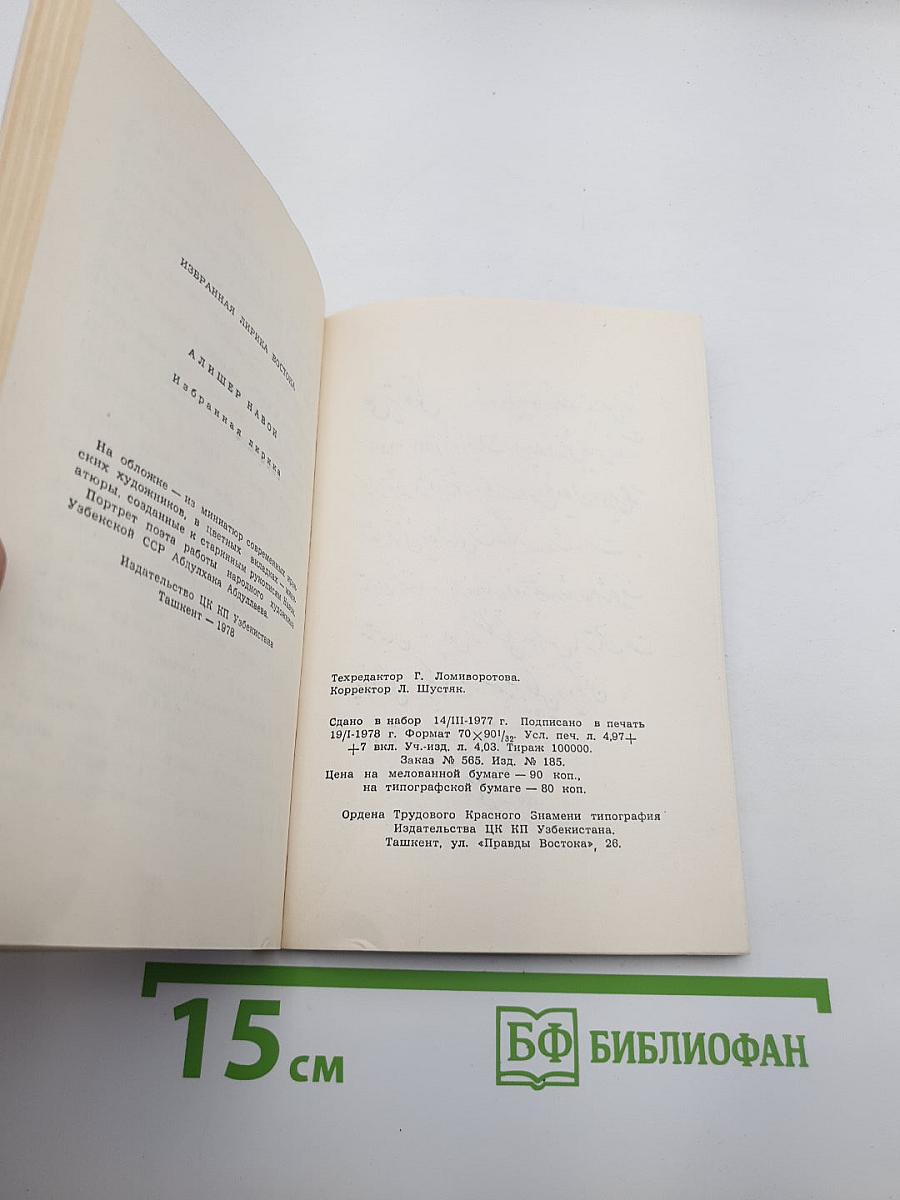 ИЗБРАННАЯ ЛИРИКА ВОСТОКА
АЛИШЕР НАВОИ
Избранная лирика
На обложке — из миниатюр современных
ских художников, в цветных вкладках —
атюры, созданные к старинным рукописям Навои.
Портрет поэта работы народного художника
Узбекской ССР Абдулхака Абдуллаева.
Издательство ЦК КП Узбекистана
Ташкент — 1978
Техредактор Г. Ломиворотова.
Корректор Л. Шустяк.
Сдано в набор 14/III-1977 г. Подписано в печать
19/I-1978 г. Формат 70×90¹/₃₂. Усл. печ. л. 4,97+
+7 вкл. Уч.-изд. л. 4,03. Тираж 100000.
Заказ № 565. Изд. № 185.
Цена на мелованной бумаге — 90 коп.,
на типографской бумаге — 80 коп.
Ордена Трудового Красного Знамени типография
Издательства ЦК КП Узбекистана.
Ташкент, ул. «Правды Востока», 26.
15 см
БФ БИБЛИОФАН